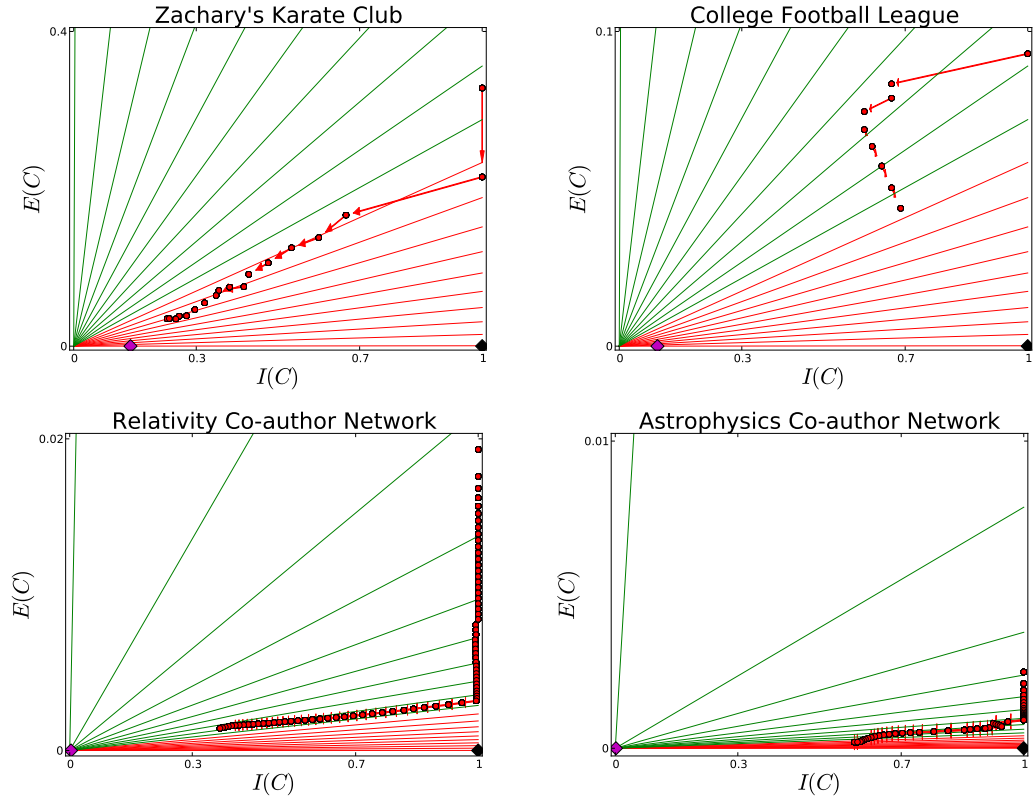 Zachary's Karate Club
0.4
E(C)
0
0
0.3
0.7
1
I(C)
College Football League
0.1
E(C)
0
0
0.3
0.7
1
I(C)
Relativity Co-author Network
0.02
E(C)
0
0
0.3
0.7
1
I(C)
Astrophysics Co-author Network
0.01
E(C)
0
0
0.3
0.7
1
I(C)